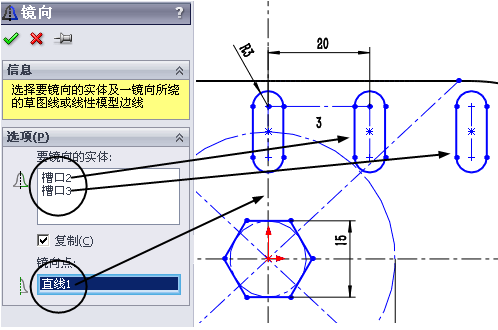 镜向
?
信息
选择要镜向的实体及一镜向所绕
的草图线或线性模型边线
选项(P)
要镜向的实体:
槽口2
槽口3
复制(C)
镜向点:
直线1
R3
20
3
15